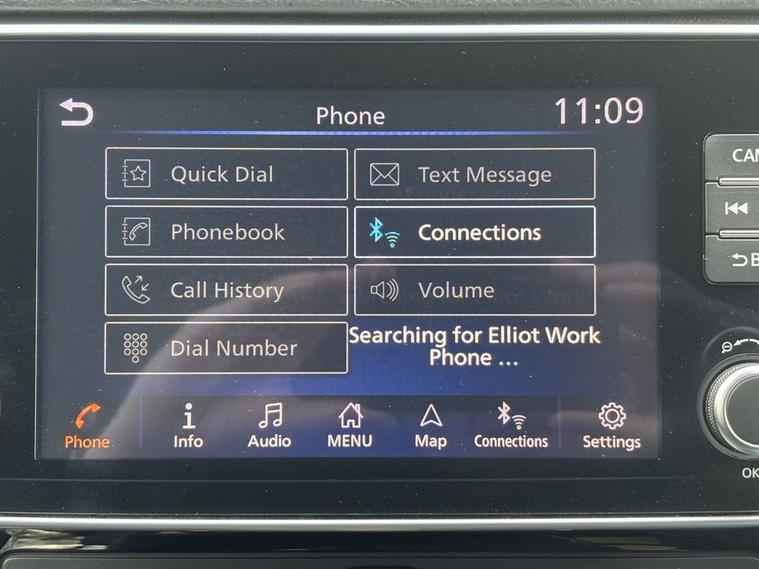 Phone 11:09
Quick Dial
Text Message
Phonebook
Connections
Call History
Volume
Dial Number
Searching for Elliot Work
Phone ...
Phone
Info
Audio
MENU
Map
Connections
Settings
OK